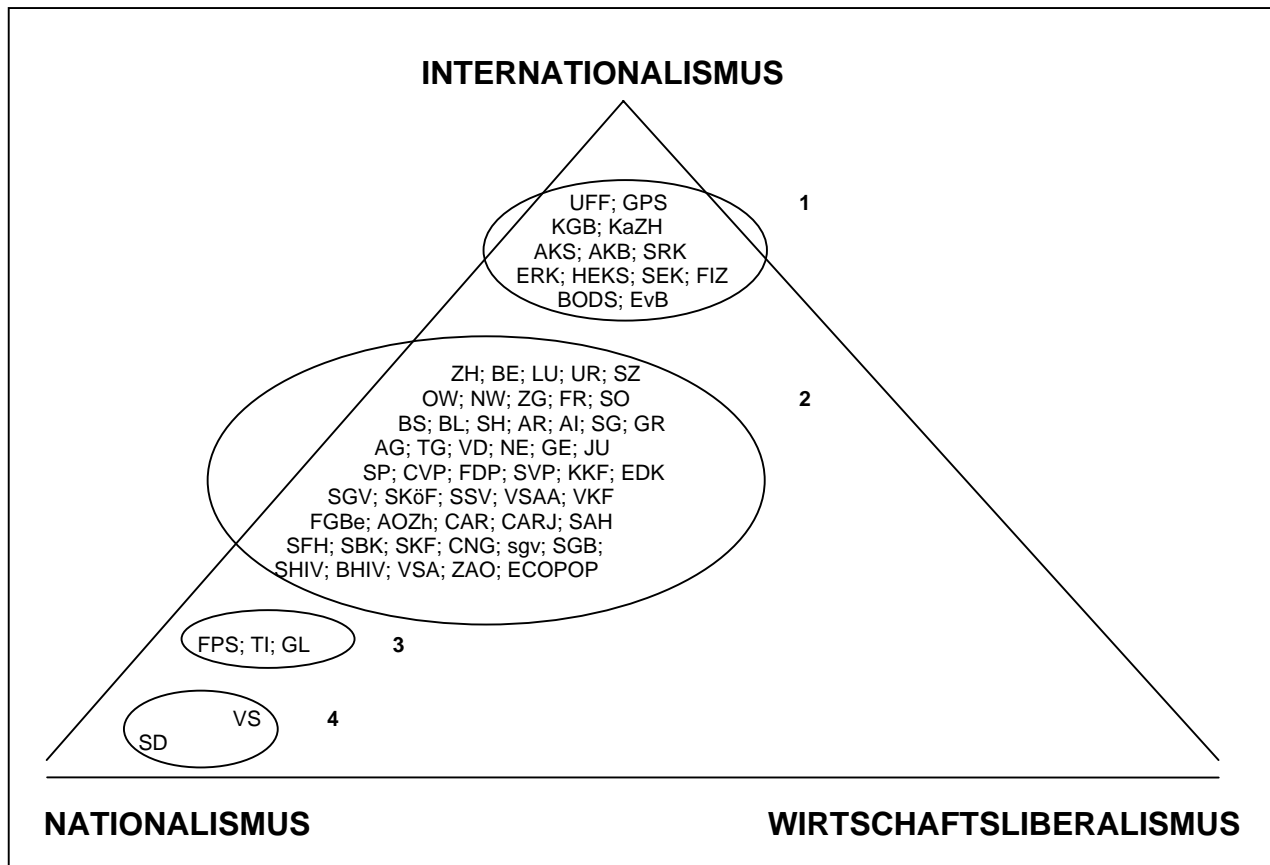 INTERNATIONALISMUS
UFF; GPS
1
KGB; KaZH
AKS; AKB; SRK
ERK; HEKS; SEK; FIZ
BODS; EvB
ZH; BE; LU; UR; SZ
OW; NW; ZG; FR; SO
2
BS; BL; SH; AR; AI; SG; GR
AG; TG; VD; NE; GE; JU
SP; CVP; FDP; SVP; KKF; EDK
SGV; SKöF; SSV; VSAA; VKF
FGBe; AOZh; CAR; CARJ; SAH
SFH; SBK; SKF; CNG; sgv; SGB;
SHIV; BHIV; VSA; ZAO; ECOPOP
FPS; TI; GL
3
VS
4
SD
NATIONALISMUS
WIRTSCHAFTSLIBERALISMUS